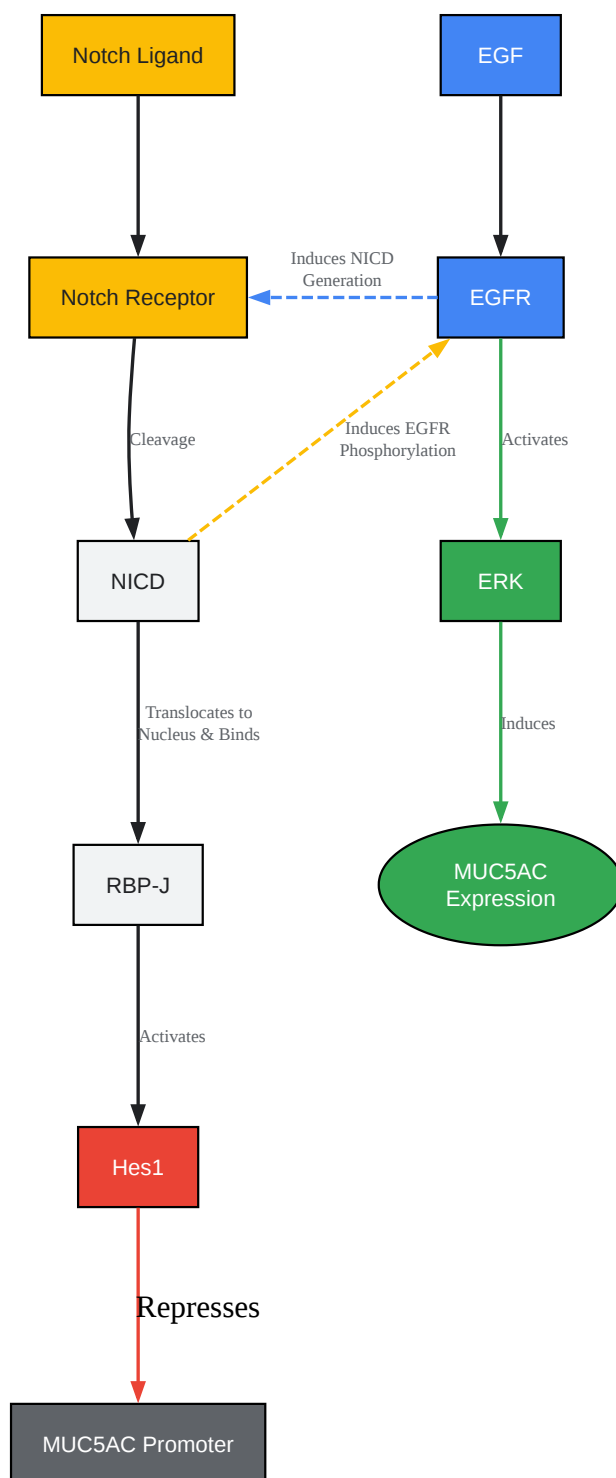 Notch Ligand
EGF
Induces NICD
Generation
Notch Receptor
EGFR
Cleavage
Induces EGFR
Phosphorylation
Activates
NICD
ERK
Translocates to
Nucleus & Binds
Induces
RBP-J
MUC5AC
Expression
Activates
Hes1
Represses
MUC5AC Promoter